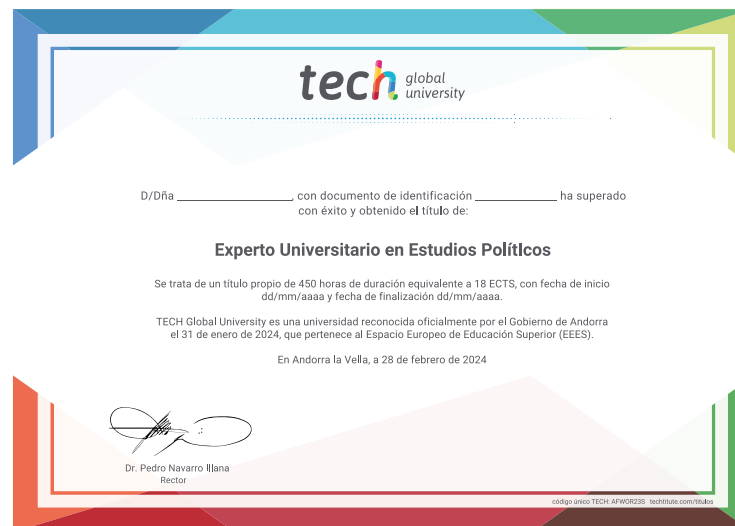 tech global university
D/Dña ____________________, con documento de identificación ______________ ha superado
con éxito y obtenido el título de:
Experto Universitario en Estudios Políticos
Se trata de un título propio de 450 horas de duración equivalente a 18 ECTS, con fecha de inicio
dd/mm/aaaa y fecha de finalización dd/mm/aaaa.
TECH Global University es una universidad reconocida oficialmente por el Gobierno de Andorra
el 31 de enero de 2024, que pertenece al Espacio Europeo de Educación Superior (EEES).
En Andorra la Vella, a 28 de febrero de 2024
Dr. Pedro Navarro Illana
Rector
código único TECH: AFWOR23S techtitute.com/titulos